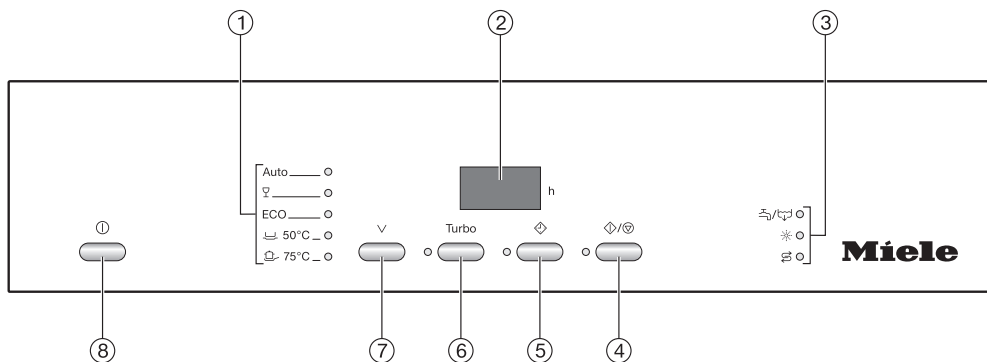 ① ② ③
Auto
ECO
50°C
75°C
h
Turbo
/
/
Miele
⑧ ⑦ ⑥ ⑤ ④